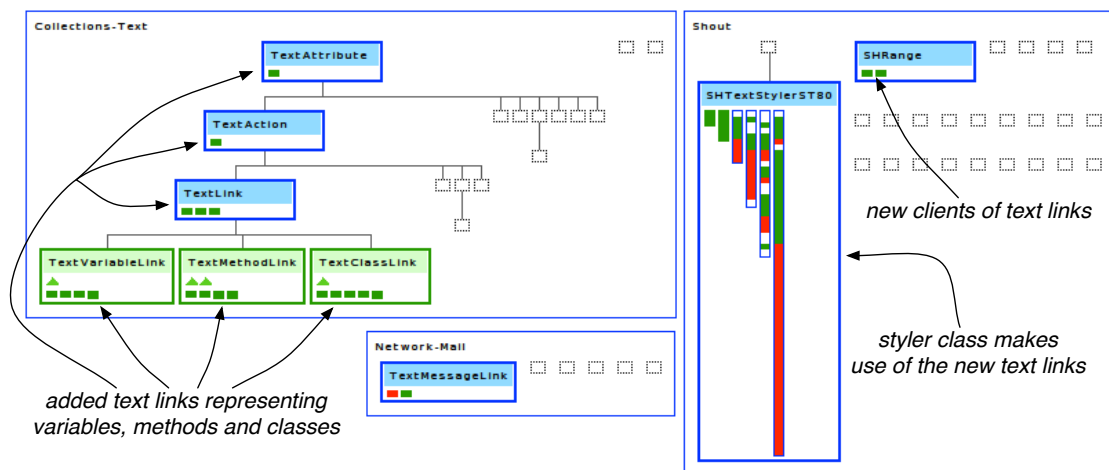 Collections-Text
TextAttribute
TextAction
TextLink
TextVariableLink
TextMethodLink
TextClassLink
added text links representing
variables, methods and classes
Network-Mail
TextMessageLink
Shout
SHRange
SHTextStylerST80
new clients of text links
styler class makes
use of the new text links